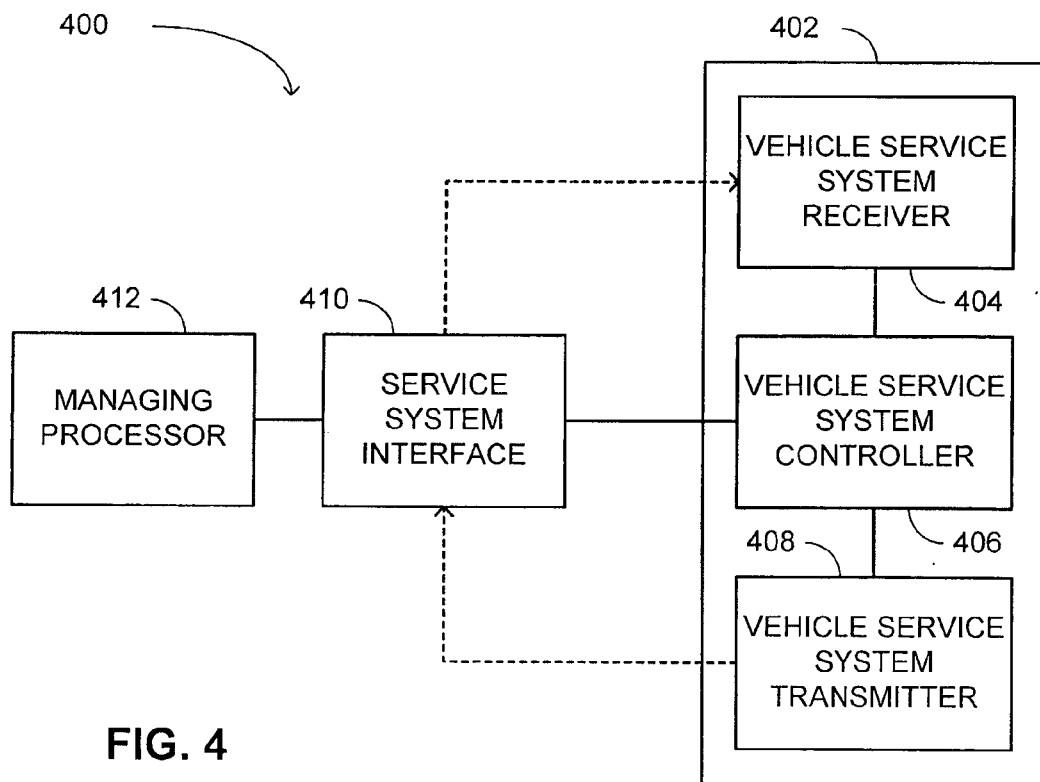 400
402
VEHICLE SERVICE
SYSTEM
RECEIVER
404
412
410
MANAGING
PROCESSOR
SERVICE
SYSTEM
INTERFACE
VEHICLE SERVICE
SYSTEM
CONTROLLER
406
408
VEHICLE SERVICE
SYSTEM
TRANSMITTER
FIG. 4